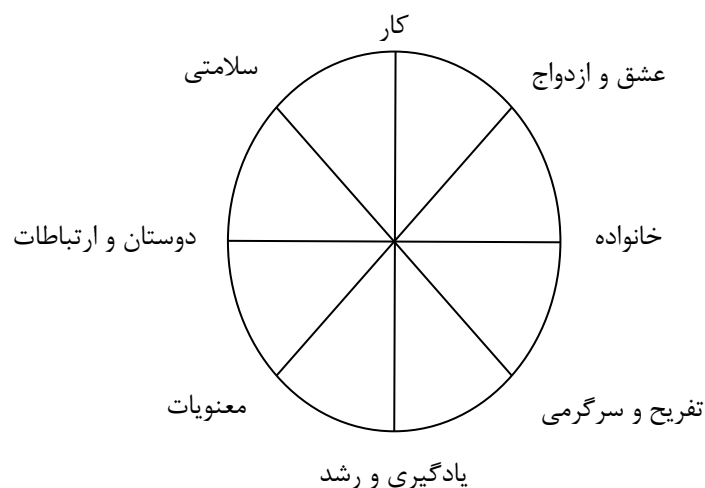 کار
عشق و ازدواج
سلامتی
خانواده
دوستان و ارتباطات
تفریح و سرگرمی
معنویات
یادگیری و رشد